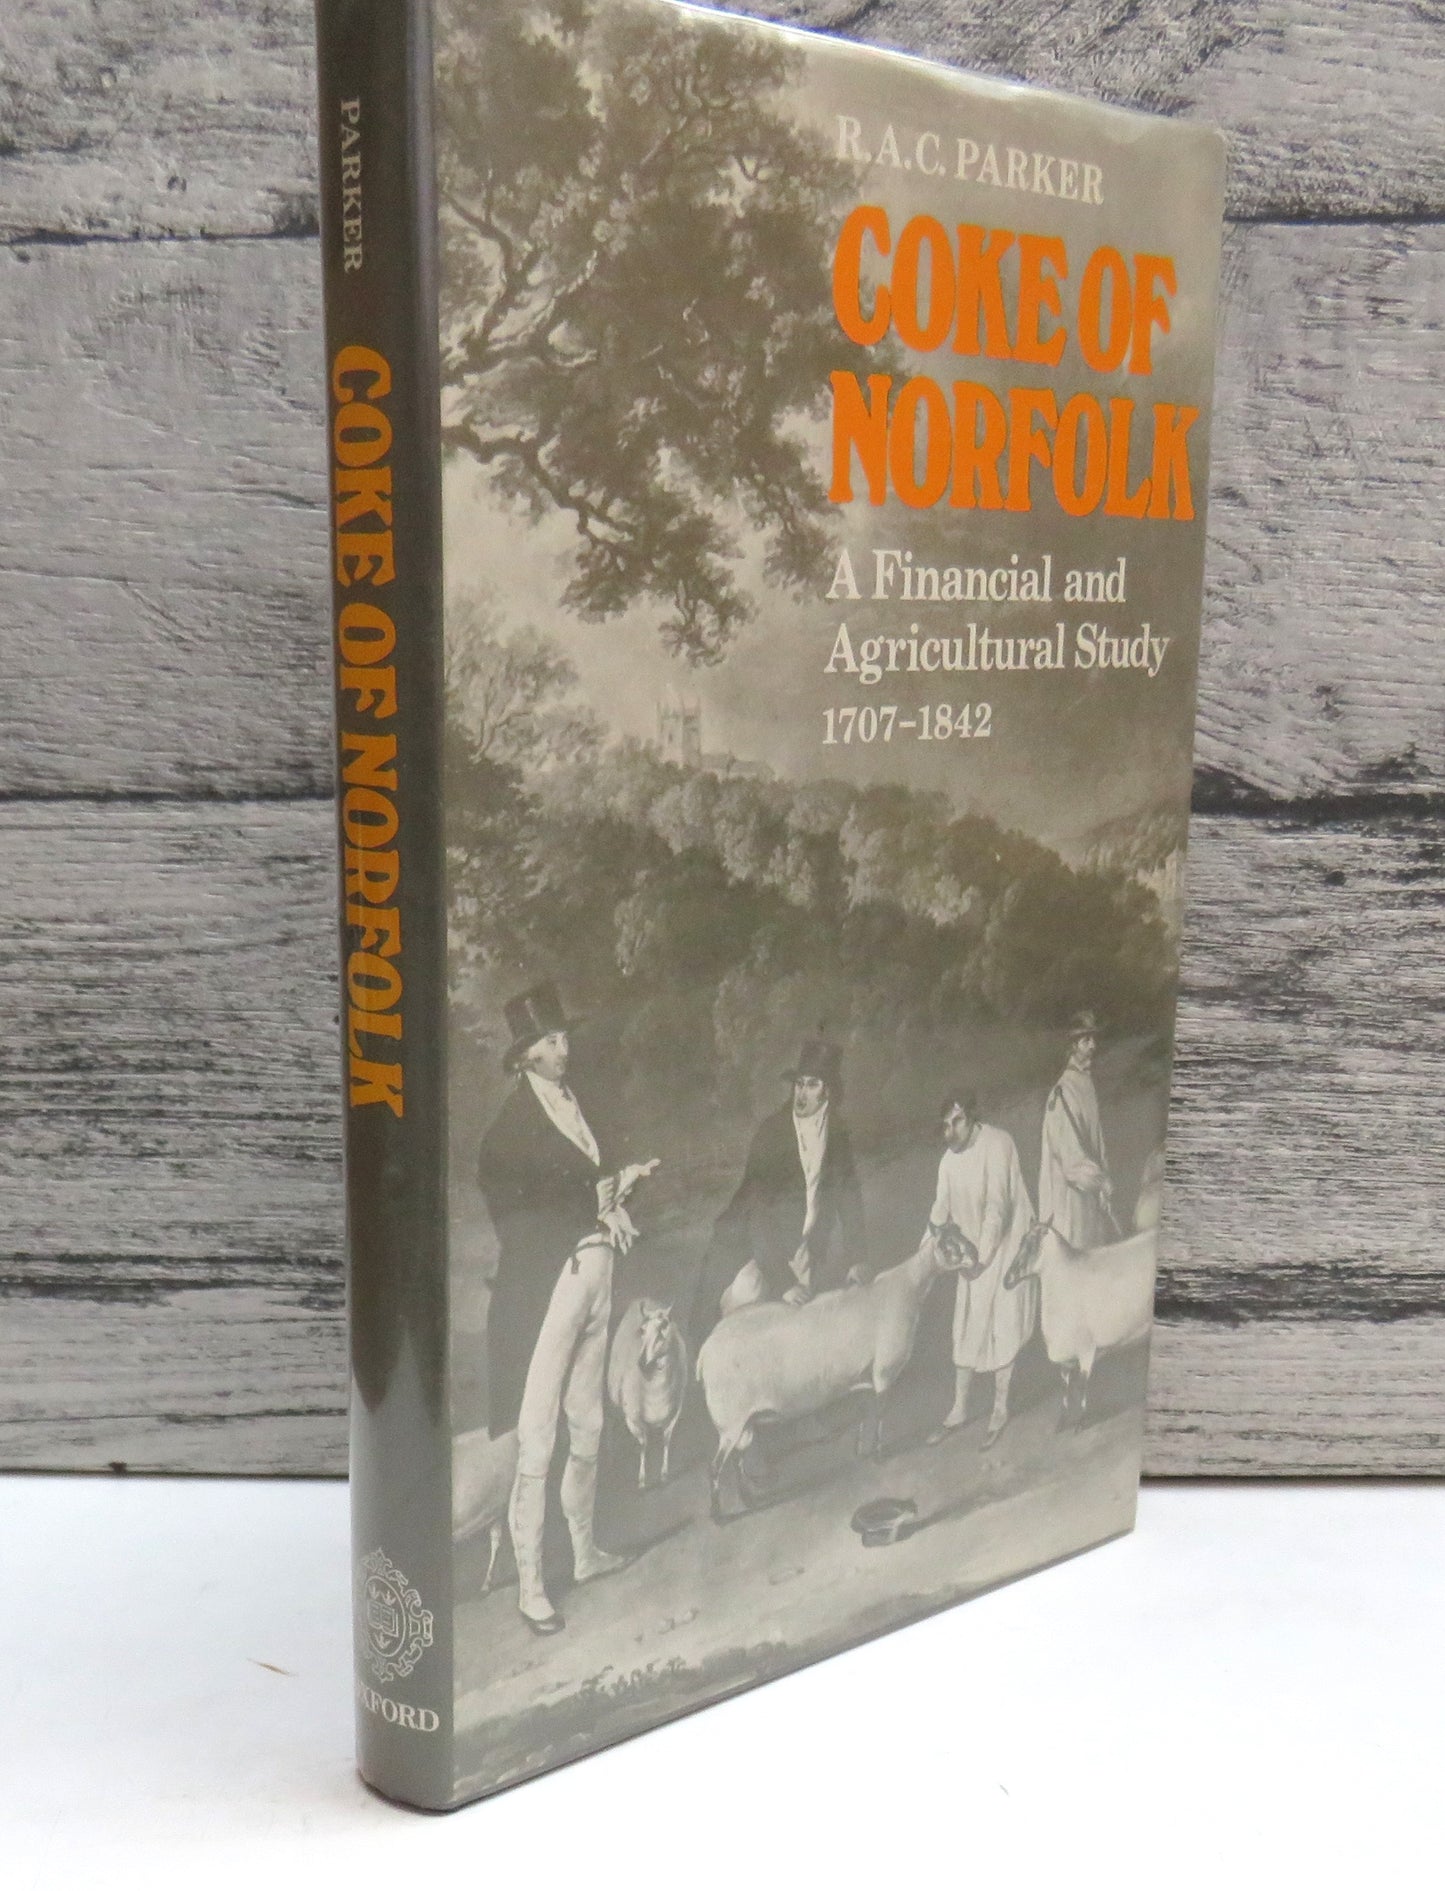 PARKER
COKE OF NORFOLK
OXFORD
R.A.C. PARKER
COKE OF
NORFOLK
A Financial and
Agricultural Study
1707-1842